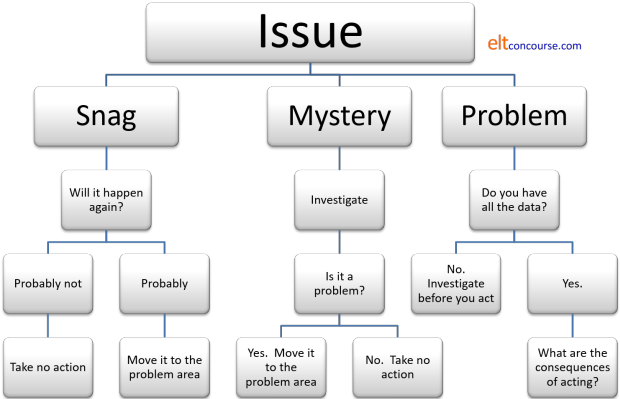 Issue
eltconcourse.com
Snag
Mystery
Problem
Will it happen
again?
Investigate
Do you have
all the data?
Probably not
Probably
Is it a
problem?
No.
Investigate
before you act
Yes.
Take no action
Move it to the
problem area
Yes.  Move it
to the
problem area
No.  Take no
action
What are the
consequences
of acting?